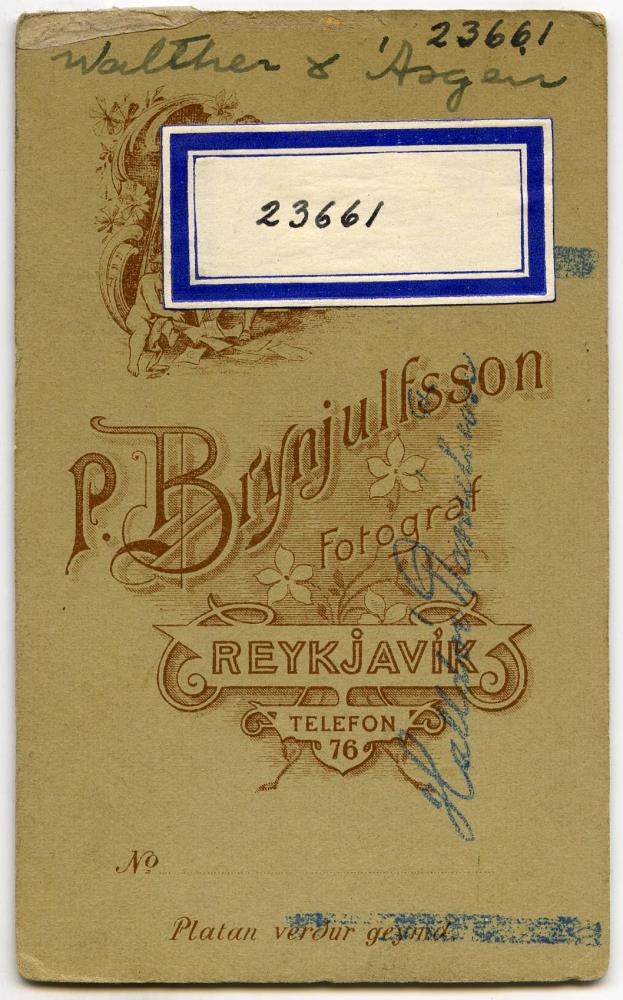 23661
Walther & Ásgeir
23661
P. Brynjulfsson
Fotograf
REYKJAVÍK
TELEFON
76
No
Platan verður geymd.